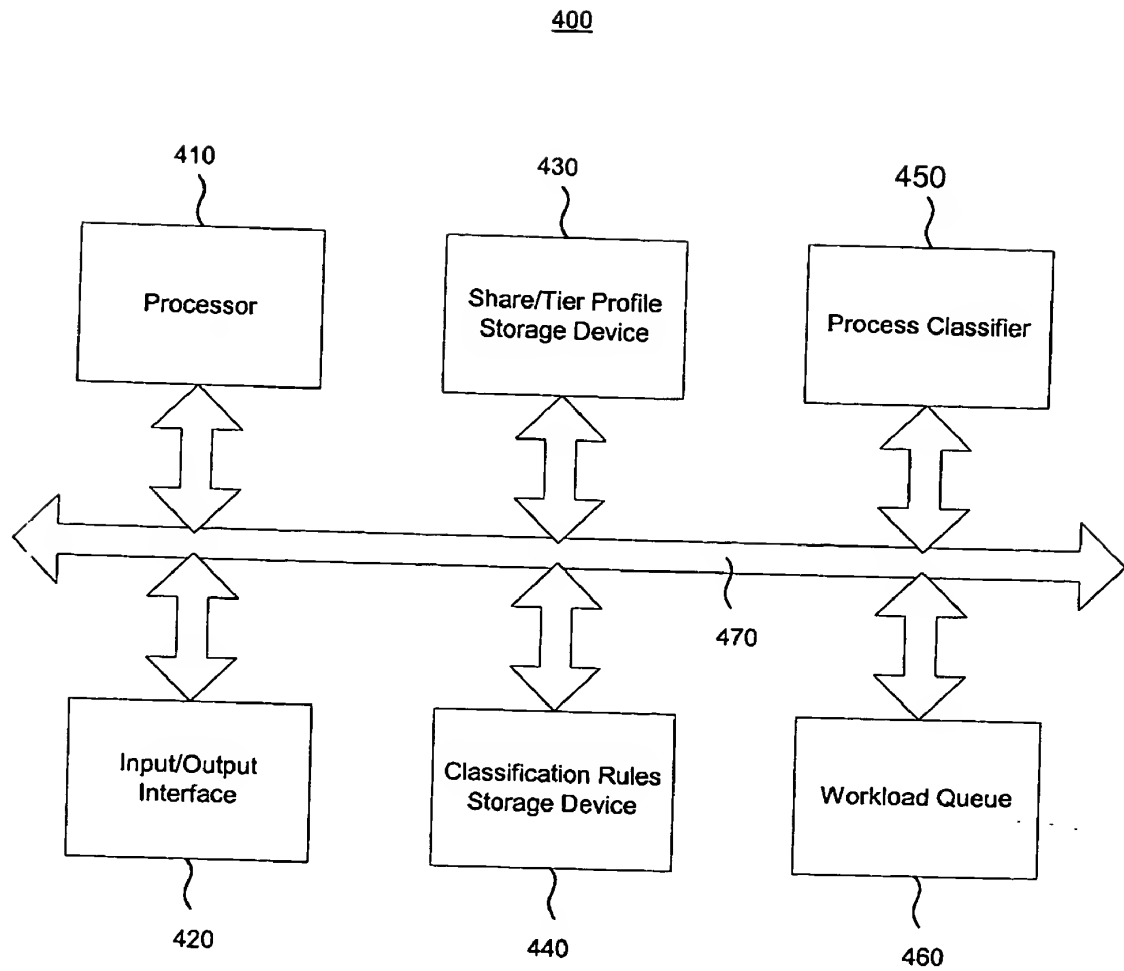 400
410
430
450
Processor
Share/Tier Profile
Storage Device
Process Classifier
470
Input/Output
Interface
Classification Rules
Storage Device
Workload Queue
420
440
460